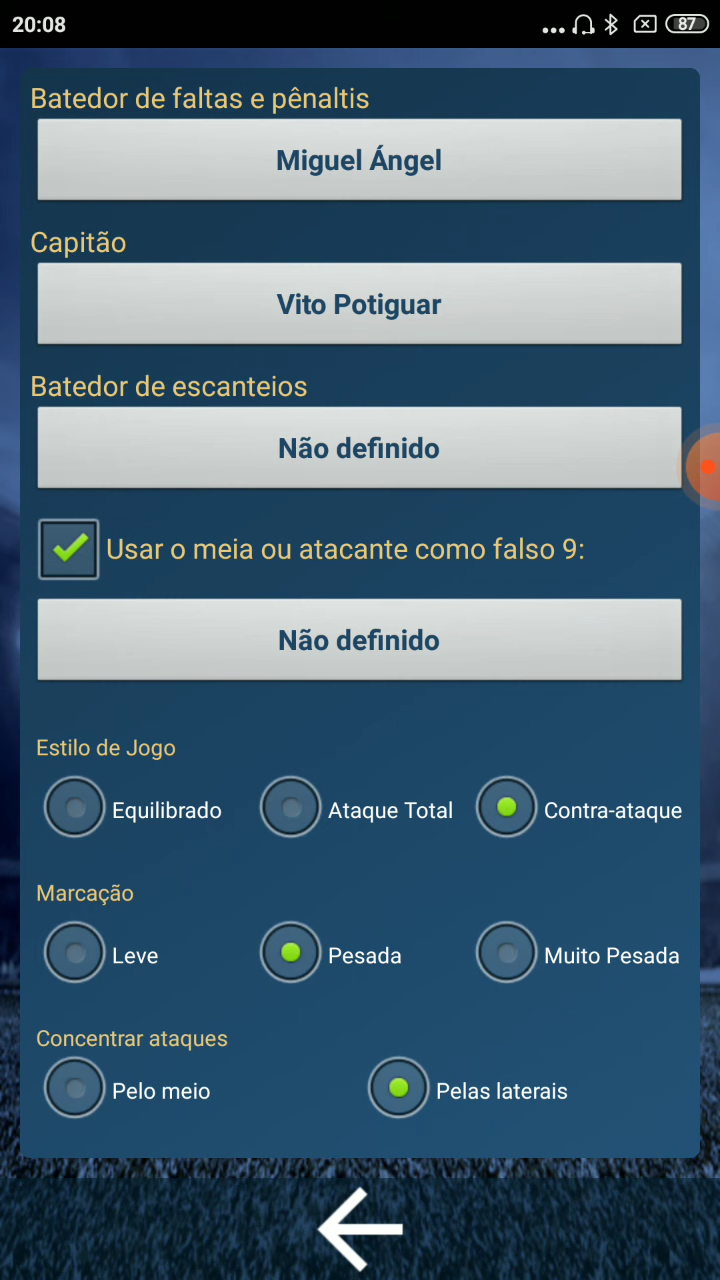 20:08
87
Batedor de faltas e pênaltis
Miguel Ángel
Capitão
Vito Potiguar
Batedor de escanteios
Não definido
Usar o meia ou atacante como falso 9:
Não definido
Estilo de Jogo
Equilibrado Ataque Total Contra-ataque
Marcação
Leve Pesada Muito Pesada
Concentrar ataques
Pelo meio Pelas laterais